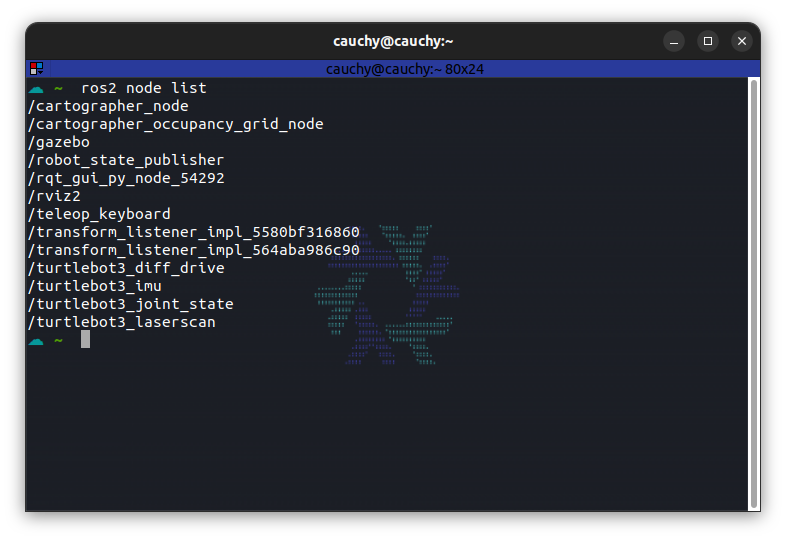 cauchy@cauchy:~
cauchy@cauchy:~ 80x24
~ ros2 node list
/cartographer_node
/cartographer_occupancy_grid_node
/gazebo
/robot_state_publisher
/rqt_gui_py_node_54292
/rviz2
/teleop_keyboard
/transform_listener_impl_5580bf316860
/transform_listener_impl_564aba986c90
/turtlebot3_diff_drive
/turtlebot3_imu
/turtlebot3_joint_state
/turtlebot3_laserscan
~